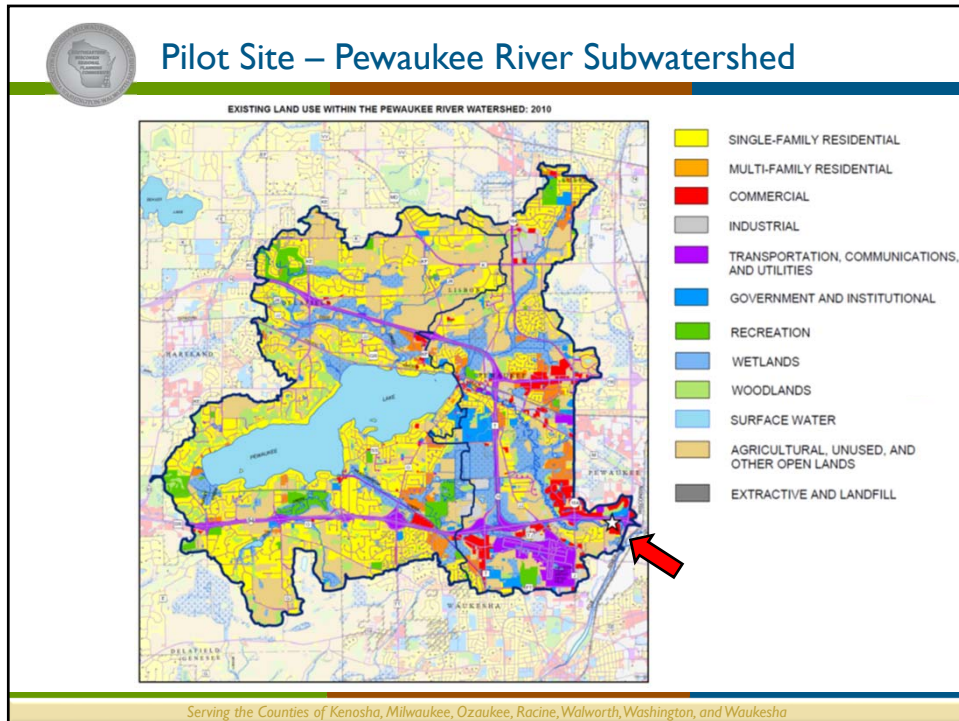 Pilot Site – Pewaukee River Subwatershed
EXISTING LAND USE WITHIN THE PEWAUKEE RIVER WATERSHED: 2010
SINGLE-FAMILY RESIDENTIAL
MULTI-FAMILY RESIDENTIAL
COMMERCIAL
INDUSTRIAL
TRANSPORTATION, COMMUNICATIONS,
AND UTILITIES
GOVERNMENT AND INSTITUTIONAL
RECREATION
WETLANDS
WOODLANDS
SURFACE WATER
AGRICULTURAL, UNUSED, AND
OTHER OPEN LANDS
EXTRACTIVE AND LANDFILL
LAKE
LISBON
HARTLAND
LAKE
PEWAUKEE
PEWAUKEE
WAUKESHA
DELAFIELD
GENESEE
Serving the Counties of Kenosha, Milwaukee, Ozaukee, Racine, Walworth, Washington, and Waukesha